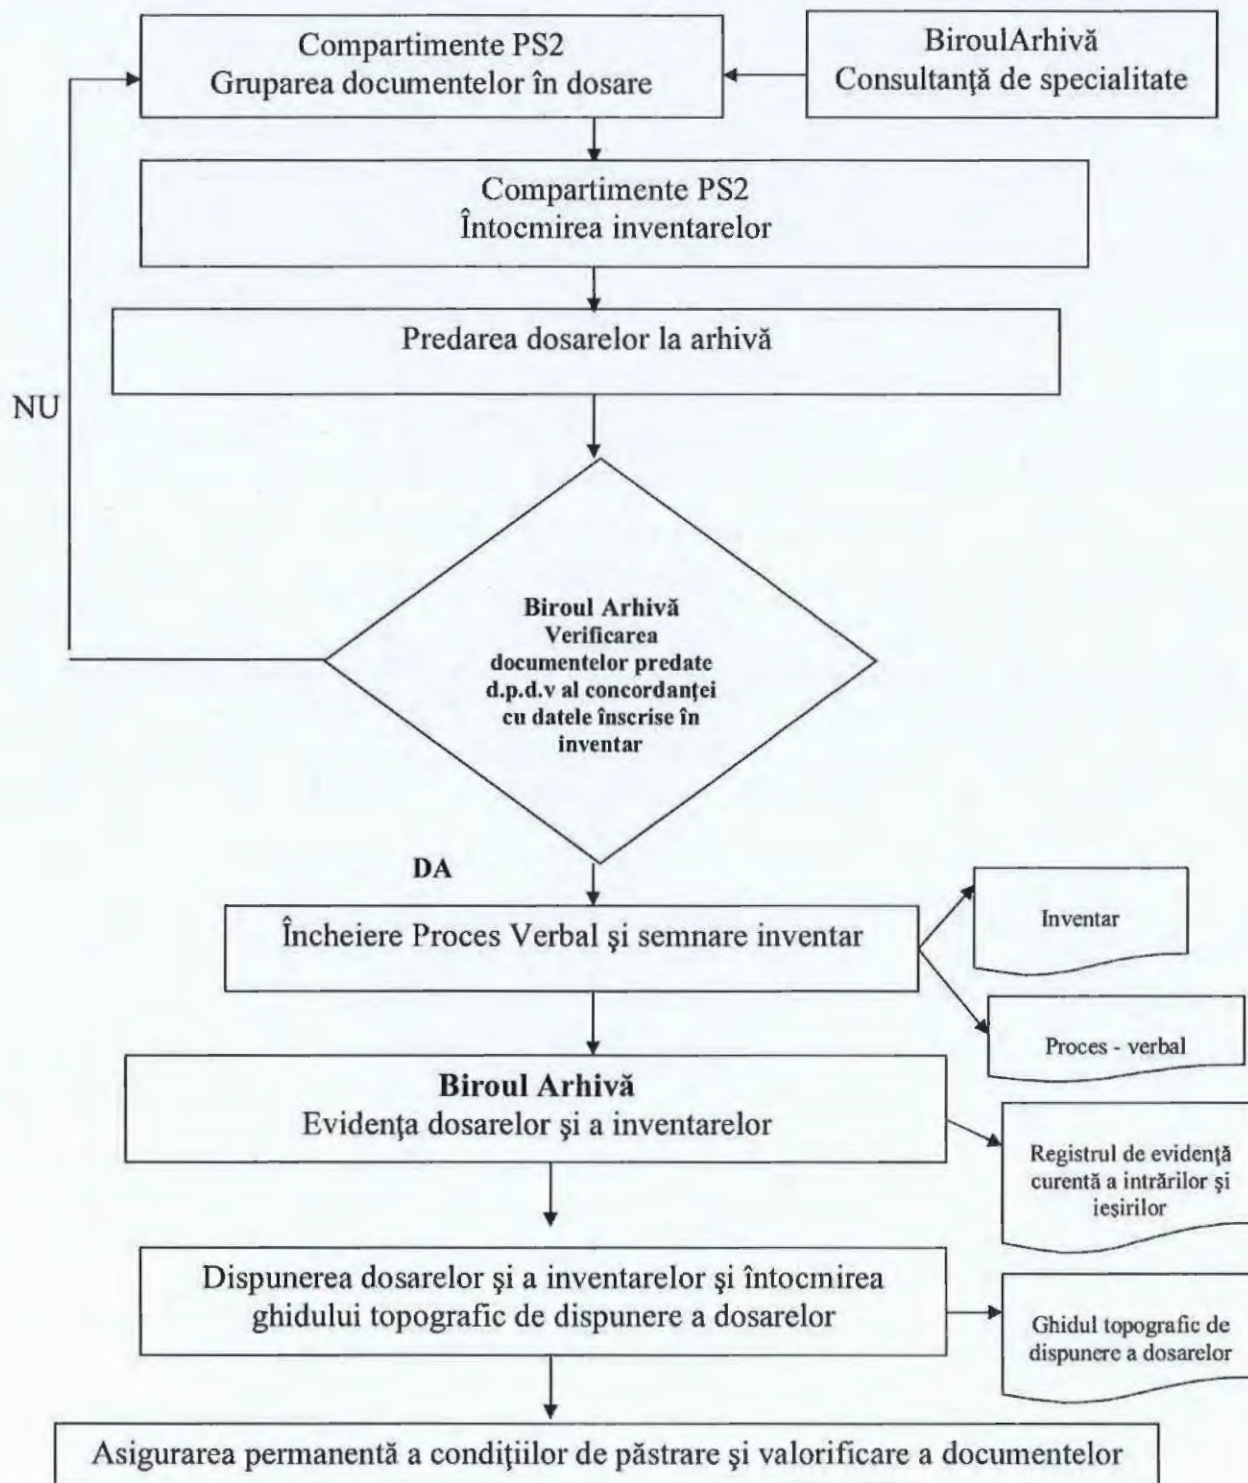 Compartimente PS2
Gruparea documentelor în dosare
BiroulArhivă
Consultanţă de specialitate
Compartimente PS2
Întocmirea inventarelor
Predarea dosarelor la arhivă
NU
Biroul Arhivă
Verificarea
documentelor predate
d.p.d.v al concordanţei
cu datele înscrise în
inventar
DA
Încheiere Proces Verbal şi semnare inventar
Inventar
Proces - verbal
Biroul Arhivă
Evidenţa dosarelor şi a inventarelor
Registrul de evidenţă
curentă a intrărilor şi
ieşirilor
Dispunerea dosarelor şi a inventarelor şi întocmirea
ghidului topografic de dispunere a dosarelor
Ghidul topografic de
dispunere a dosarelor
Asigurarea permanentă a condiţiilor de păstrare şi valorificare a documentelor